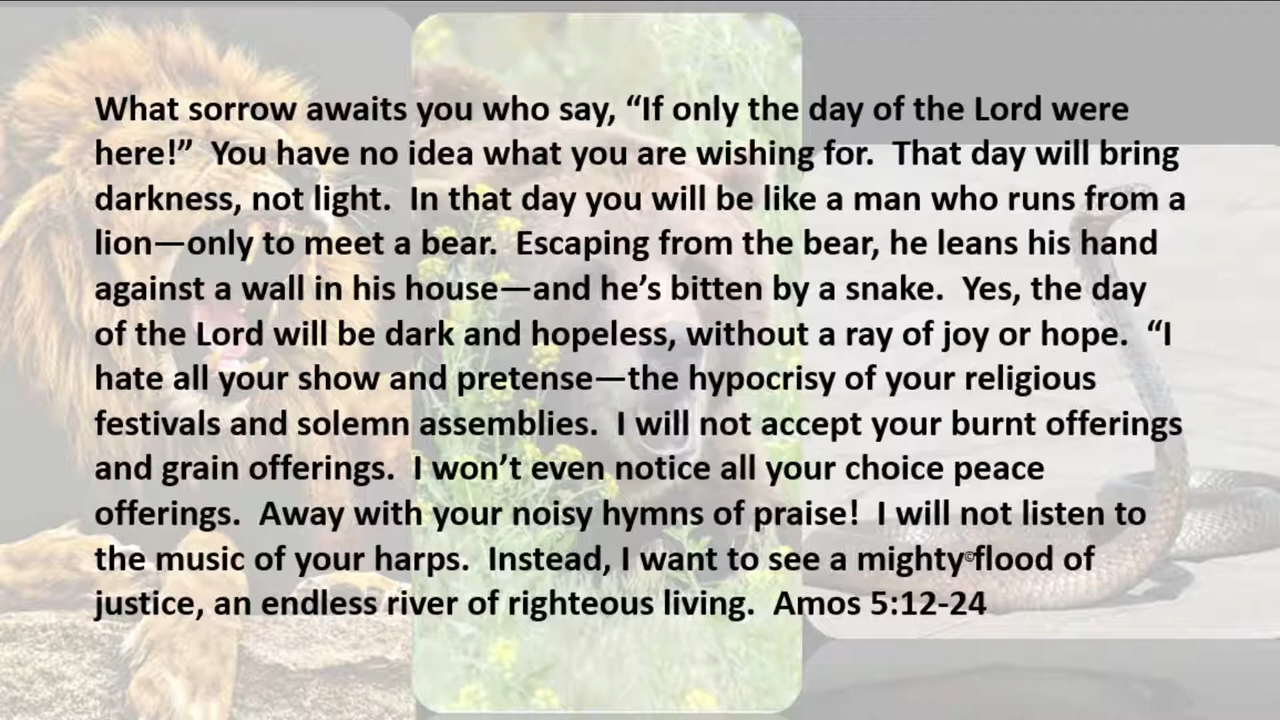 What sorrow awaits you who say, “If only the day of the Lord were
here!”  You have no idea what you are wishing for.  That day will bring
darkness, not light.  In that day you will be like a man who runs from a
lion—only to meet a bear.  Escaping from the bear, he leans his hand
against a wall in his house—and he’s bitten by a snake.  Yes, the day
of the Lord will be dark and hopeless, without a ray of joy or hope.  “I
hate all your show and pretense—the hypocrisy of your religious
festivals and solemn assemblies.  I will not accept your burnt offerings
and grain offerings.  I won’t even notice all your choice peace
offerings.  Away with your noisy hymns of praise!  I will not listen to
the music of your harps.  Instead, I want to see a mighty©flood of
justice, an endless river of righteous living.  Amos 5:12-24